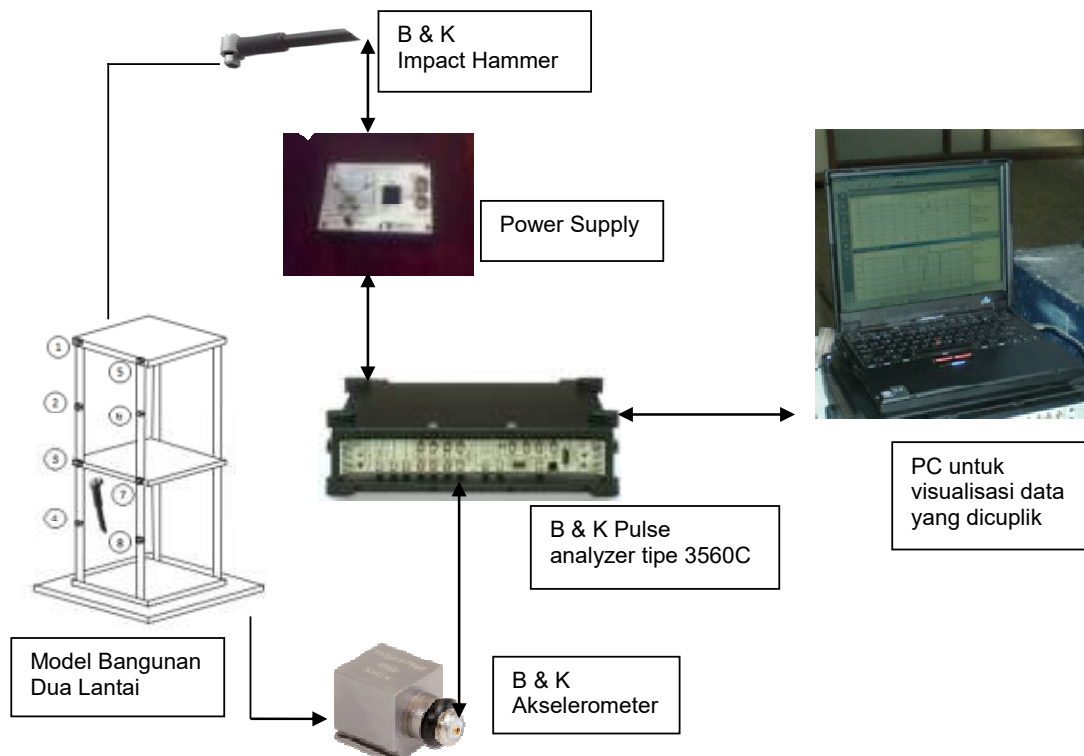 B & K
Impact Hammer
Power Supply
1
5
2
6
3
7
4
8
PC untuk
visualisasi data
yang dicuplik
B & K Pulse
analyzer tipe 3560C
Model Bangunan
Dua Lantai
B & K
Akselerometer